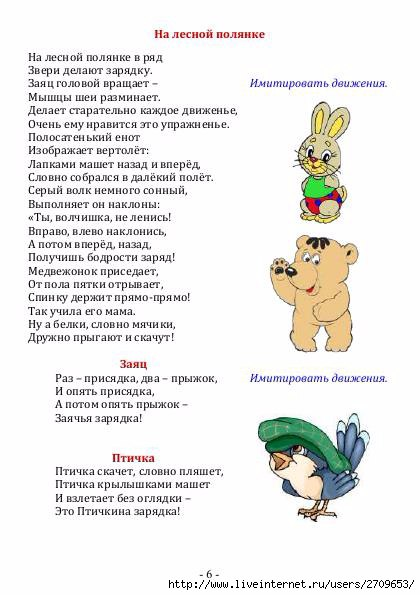 На лесной полянке
На лесной полянке в ряд
Звери делают зарядку.
Заяц головой вращает –
Имитировать движения.
Мышцы шеи разминает.
Делает старательно каждое движенье,
Очень ему нравится это упражненье.
Полосатенький енот
Изображает вертолёт:
Лапками машет назад и вперёд,
Словно собрался в далёкий полёт.
Серый волк немного сонный,
Выполняет он наклоны:
«Ты, волчишка, не ленись!
Вправо, влево наклонись,
А потом вперёд, назад,
Получишь бодрости заряд!
Медвежонок приседает,
От пола пятки отрывает,
Спинку держит прямо-прямо!
Так учила его мама.
Ну а белки, словно мячики,
Дружно прыгают и скачут!
Заяц
Раз – присядка, два – прыжок,
Имитировать движения.
И опять присядка,
А потом опять прыжок –
Заячья зарядка!
Птичка
Птичка скачет, словно пляшет,
Птичка крылышками машет
И взлетает без оглядки –
Это Птичкина зарядка!
- 6 -
http://www.liveinternet.ru/users/2709653/